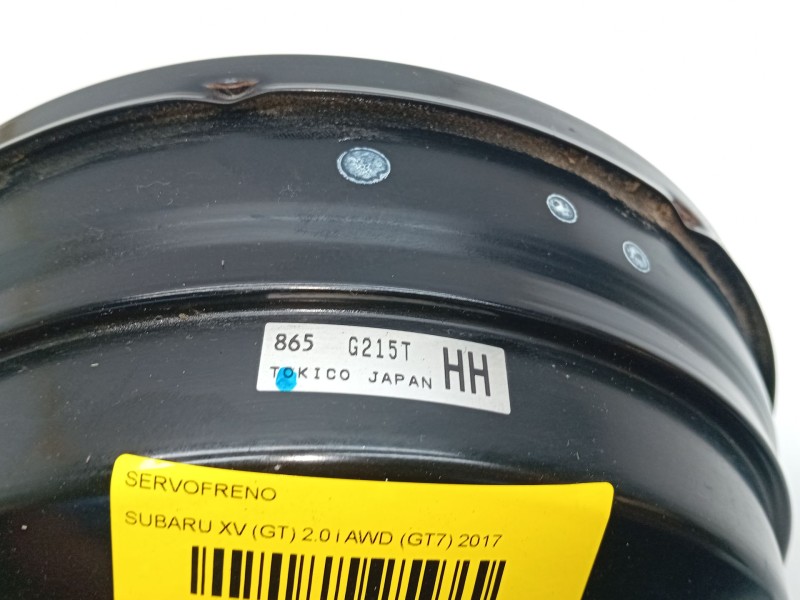 865 G215T
TOKICO JAPAN HH
SERVOFRENO
SUBARU XV (GT) 2.0 i AWD (GT7) 2017